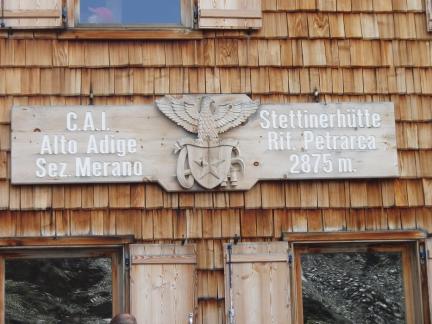 C.A.I.
Alto Adige
Sez. Merano
Stettinerhütte
Rif. Petrarca
2875 m.